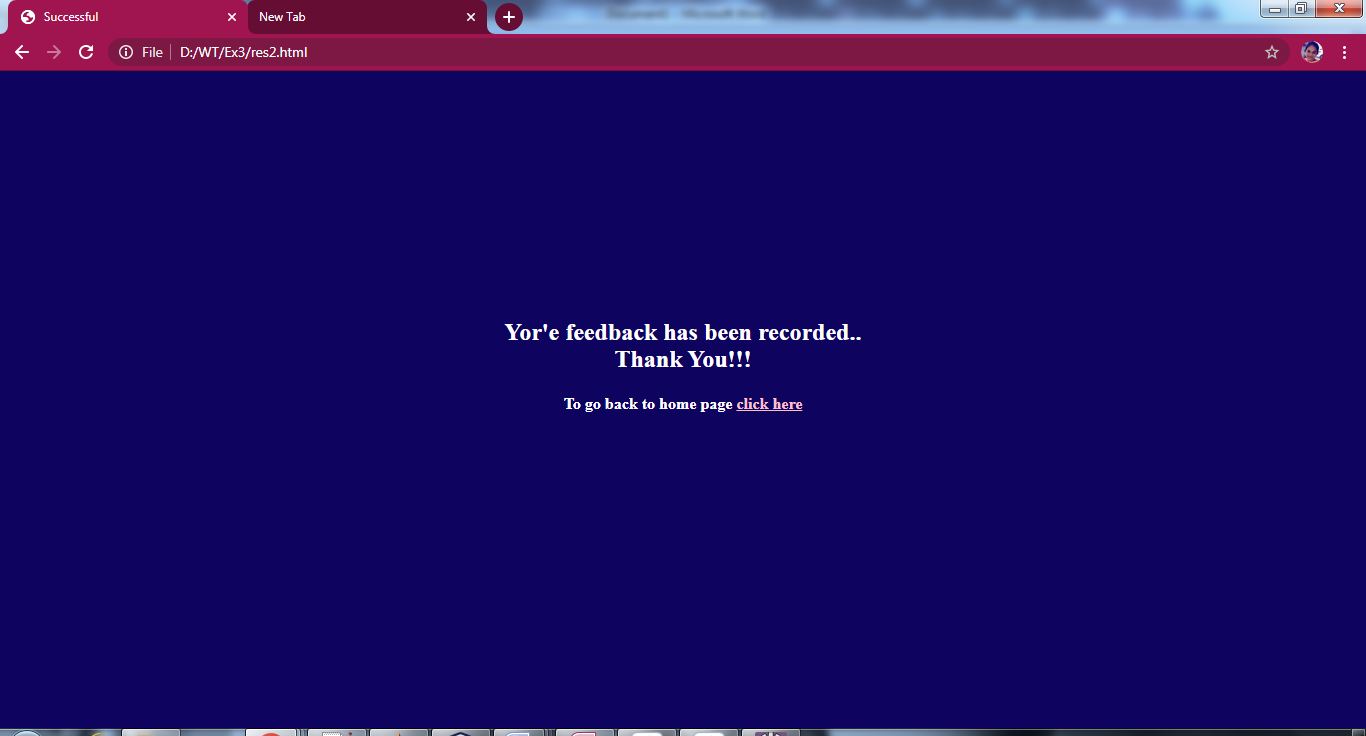 Successful
New Tab
File D:/WT/Ex3/res2.html
Yor'e feedback has been recorded..
Thank You!!!
To go back to home page click here